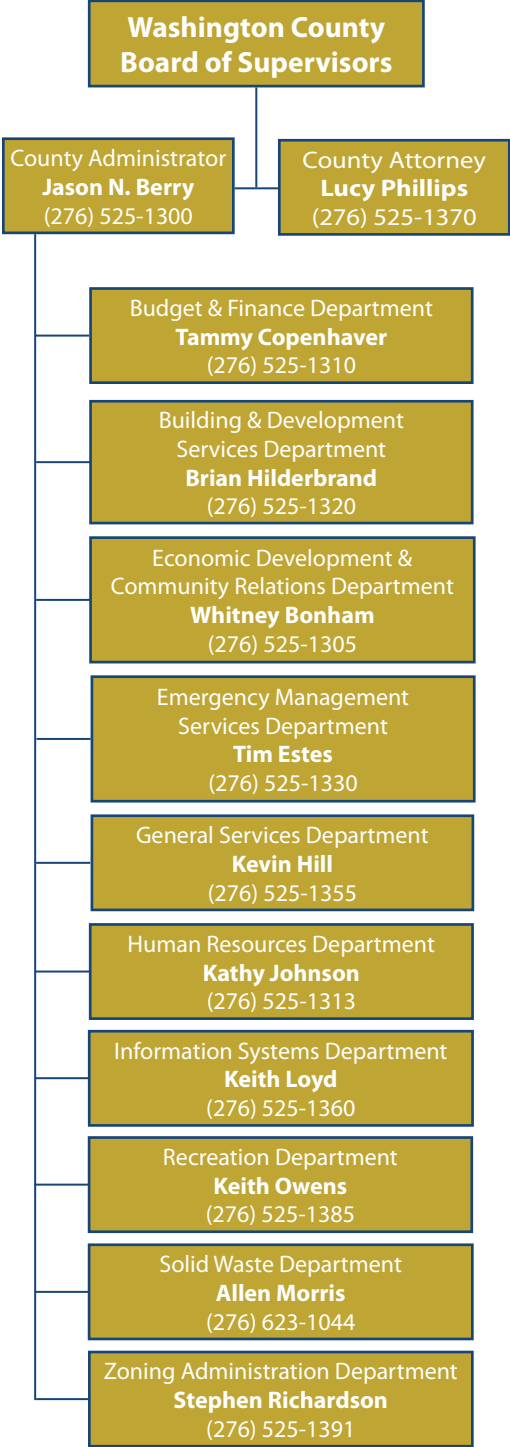 Washington County
Board of Supervisors
County Administrator
Jason N. Berry
(276) 525-1300
County Attorney
Lucy Phillips
(276) 525-1370
Budget & Finance Department
Tammy Copenhaver
(276) 525-1310
Building & Development
Services Department
Brian Hilderbrand
(276) 525-1320
Economic Development &
Community Relations Department
Whitney Bonham
(276) 525-1305
Emergency Management
Services Department
Tim Estes
(276) 525-1330
General Services Department
Kevin Hill
(276) 525-1355
Human Resources Department
Kathy Johnson
(276) 525-1313
Information Systems Department
Keith Loyd
(276) 525-1360
Recreation Department
Keith Owens
(276) 525-1385
Solid Waste Department
Allen Morris
(276) 623-1044
Zoning Administration Department
Stephen Richardson
(276) 525-1391